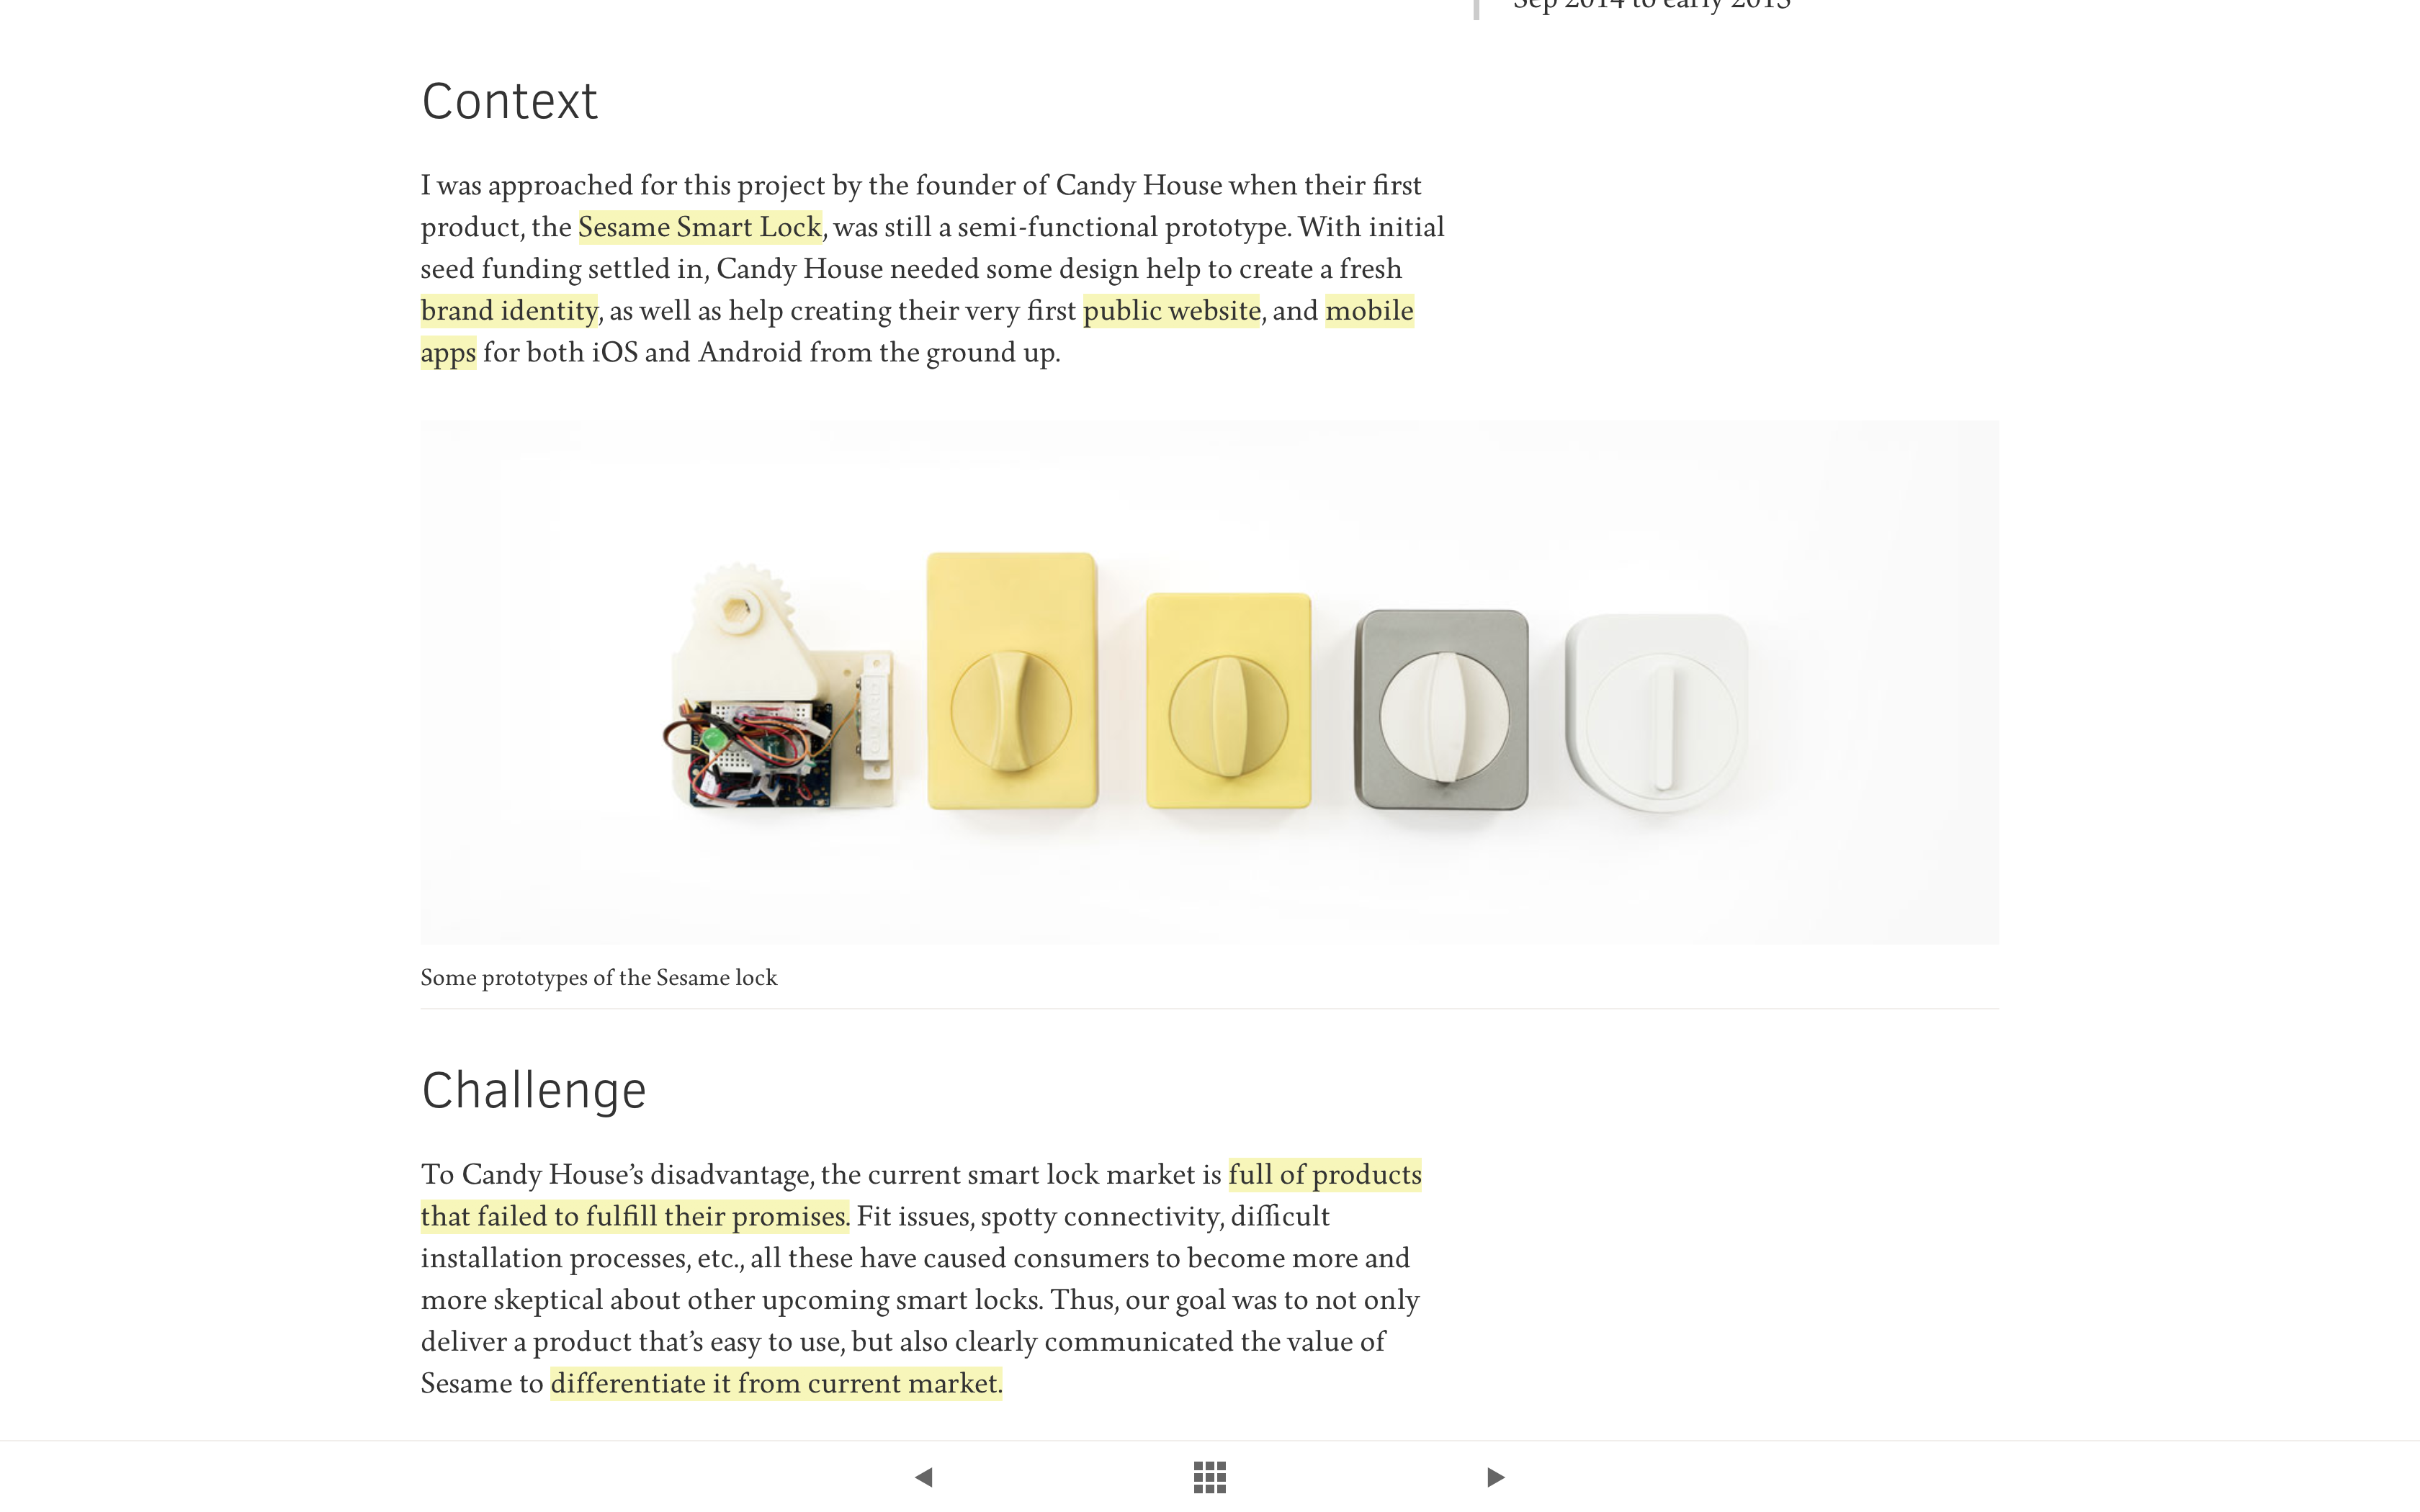 Sep 2014 to early 2015
Context
I was approached for this project by the founder of Candy House when their first
product, the Sesame Smart Lock, was still a semi-functional prototype. With initial
seed funding settled in, Candy House needed some design help to create a fresh
brand identity, as well as help creating their very first public website, and mobile
apps for both iOS and Android from the ground up.
Some prototypes of the Sesame lock
Challenge
To Candy House’s disadvantage, the current smart lock market is full of products
that failed to fulfill their promises. Fit issues, spotty connectivity, difficult
installation processes, etc., all these have caused consumers to become more and
more skeptical about other upcoming smart locks. Thus, our goal was to not only
deliver a product that’s easy to use, but also clearly communicated the value of
Sesame to differentiate it from current market.